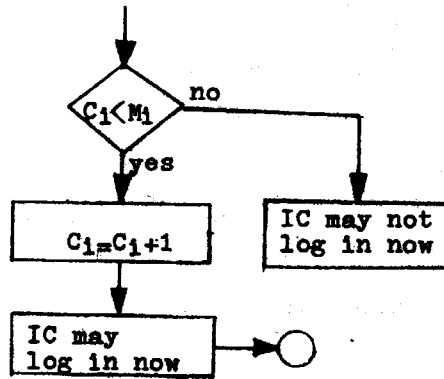 no
Ci<Mi
yes
Ci=Ci+1
IC may not
log in now
IC may
log in now